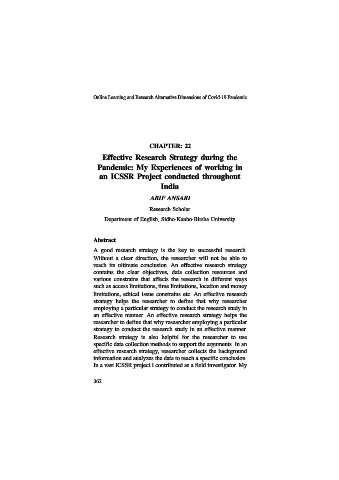 Online Learning and Research Alternative Dimensions of Covid-19 Pandemic
CHAPTER: 22
Effective Research Strategy during the
Pandemic: My Experiences of working in
an ICSSR Project conducted throughout
India
ARIF ANSARI
Research Scholar
Department of English, Sidho-Kanho-Birsha University
Abstract
A good research strategy is the key to successful research.
Without a clear direction, the researcher will not be able to
reach its ultimate conclusion. An effective research strategy
contains the clear objectives, data collection resources and
various constrains that affects the research in different ways
such as access limitations, time limitations, location and money
limitations, ethical issue constrains etc. An effective research
strategy helps the researcher to define that why researcher
employing a particular strategy to conduct the research study in
an effective manner. An effective research strategy helps the
researcher to define that why researcher employing a particular
strategy to conduct the research study in an effective manner.
Research strategy is also helpful for the researcher to use
specific data collection methods to support the arguments. In an
effective research strategy, researcher collects the background
information and analyzes the data to reach a specific conclusion.
In a vast ICSSR project I contributed as a field investigator. My
362